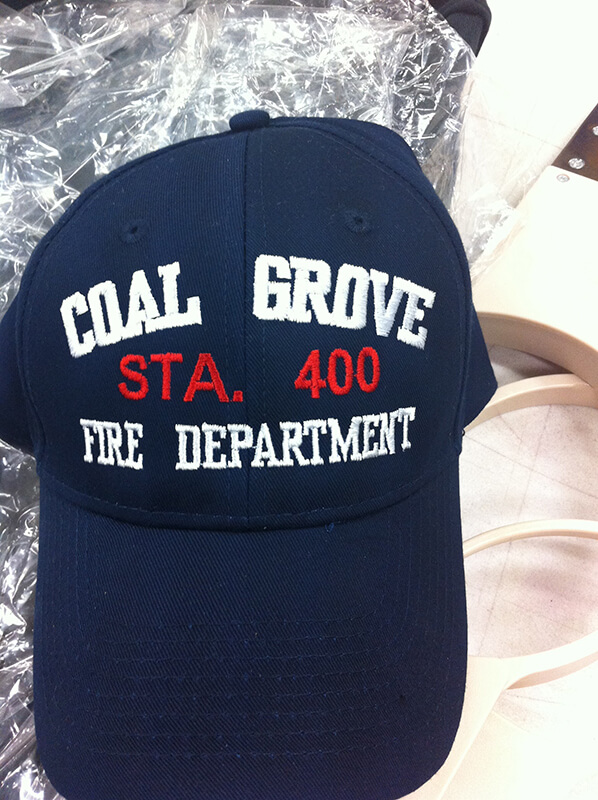 COAL GROVE
STA. 400
FIRE DEPARTMENT